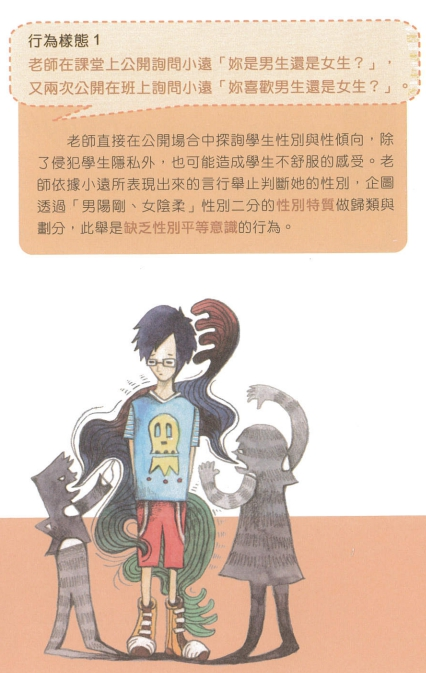 行為樣態 1
老師在課堂上公開詢問小遠「妳是男生還是女生?」,
又兩次公開在班上詢問小遠「妳喜歡男生還是女生?」。
老師直接在公開場合中探詢學生性別與性傾向,除
了侵犯學生隱私外,也可能造成學生不舒服的感受。老
師依據小遠所表現出來的言行舉止判斷她的性別,企圖
透過「男陽剛、女陰柔」性別二分的性別特質做歸類與
劃分,此舉是缺乏性別平等意識的行為。